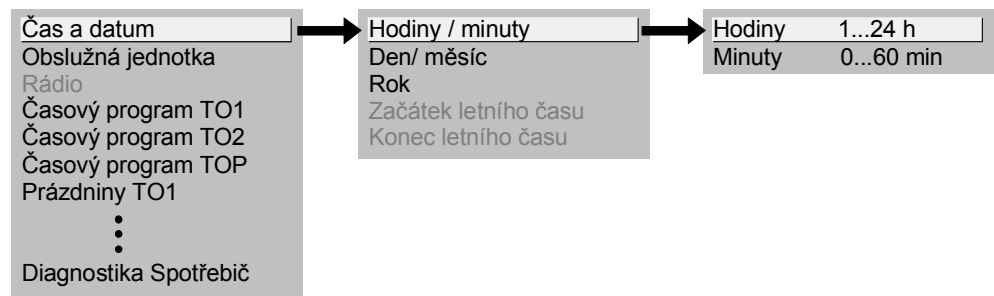 Čas a datum
Obslužná jednotka
Rádio
Časový program TO1
Časový program TO2
Časový program TOP
Prázdniny TO1
Diagnostika Spotřebič
Hodiny / minuty
Den/ měsíc
Rok
Začátek letního času
Konec letního času
Hodiny 1...24 h
Minuty 0...60 min